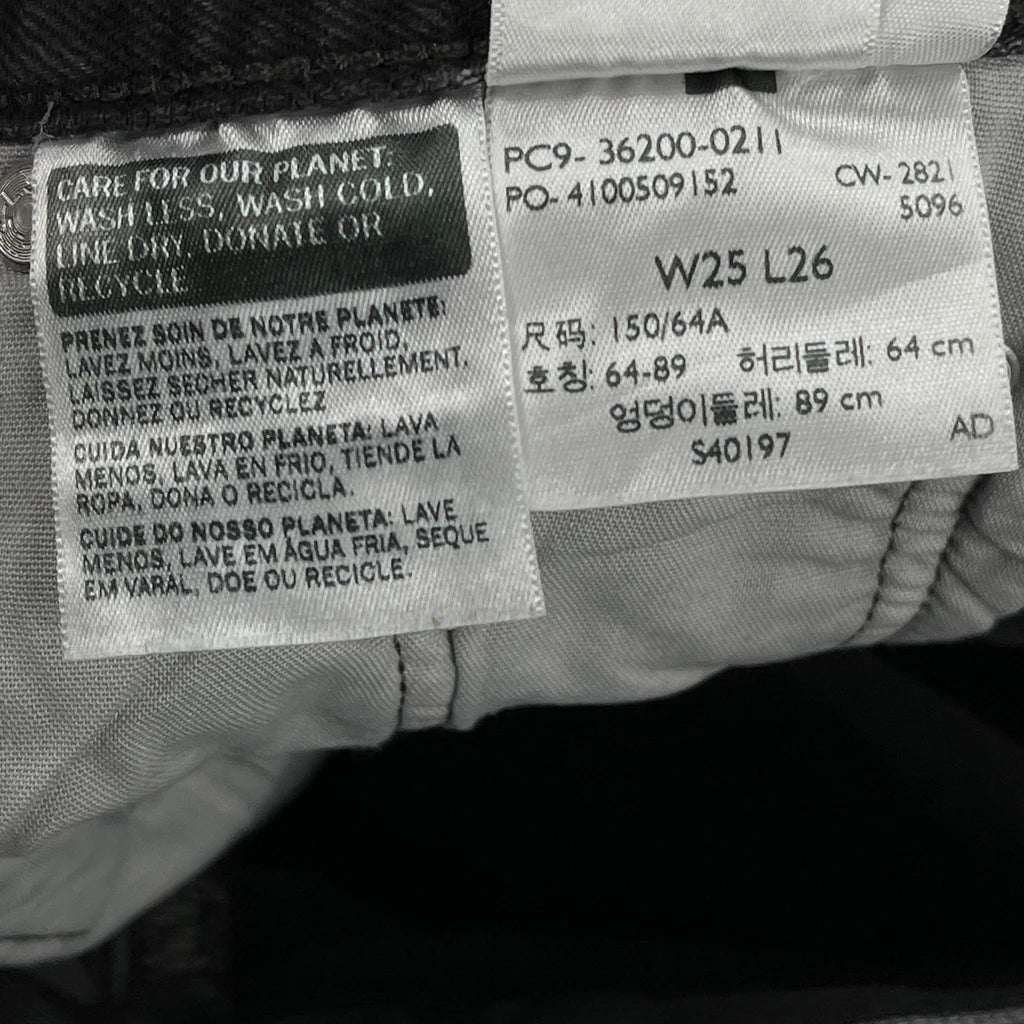 CARE FOR OUR PLANET:
WASH LESS, WASH COLD,
LINE DRY, DONATE OR
RECYCLE
PRENEZ SOIN DE NOTRE PLANETE:
LAVEZ MOINS, LAVEZ A FROID,
LAISSEZ SECHER NATURELLEMENT.
DONNEZ OU RECYCLEZ
CUIDA NUESTRO PLANETA: LAVA
MENOS, LAVA EN FRIO, TIENDE LA
ROPA, DONA O RECICLA.
CUIDE DO NOSSO PLANETA: LAVE
MENOS, LAVE EM ÁGUA FRIA, SEQUE
EM VARAL, DOE OU RECICLE.
PC9- 36200-0211
PO- 4100509152
CW- 2821
5096
W25 L26
尺码: 150/64A
호칭: 64-89 허리둘레: 64 cm
엉덩이둘레: 89 cm
S40197
AD